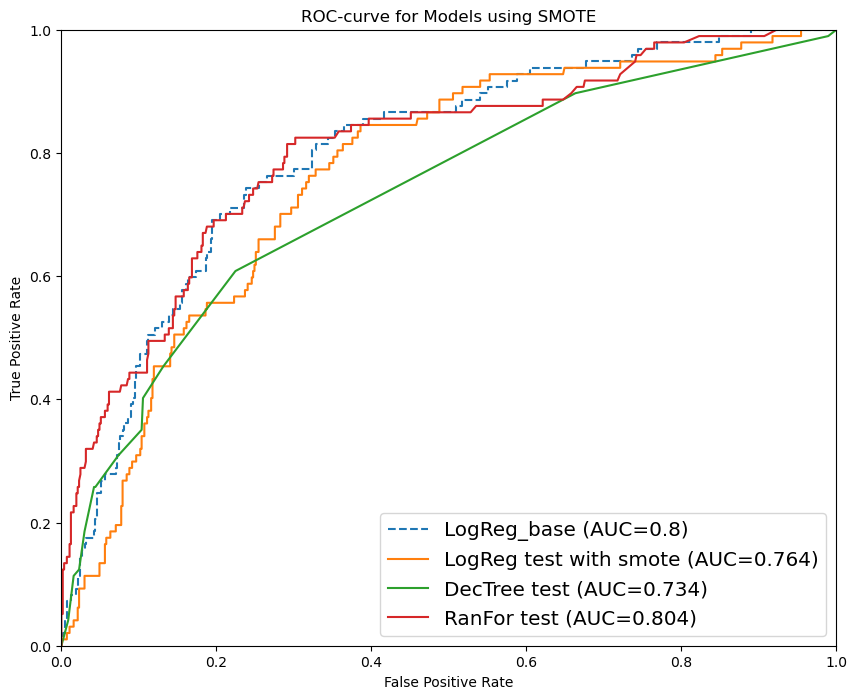 ROC-curve for Models using SMOTE
True Positive Rate
1.0
0.8
0.6
0.4
0.2
0.0
LogReg_base (AUC=0.8)
LogReg test with smote (AUC=0.764)
DecTree test (AUC=0.734)
RanFor test (AUC=0.804)
0.0 0.2 0.4 0.6 0.8 1.0
False Positive Rate